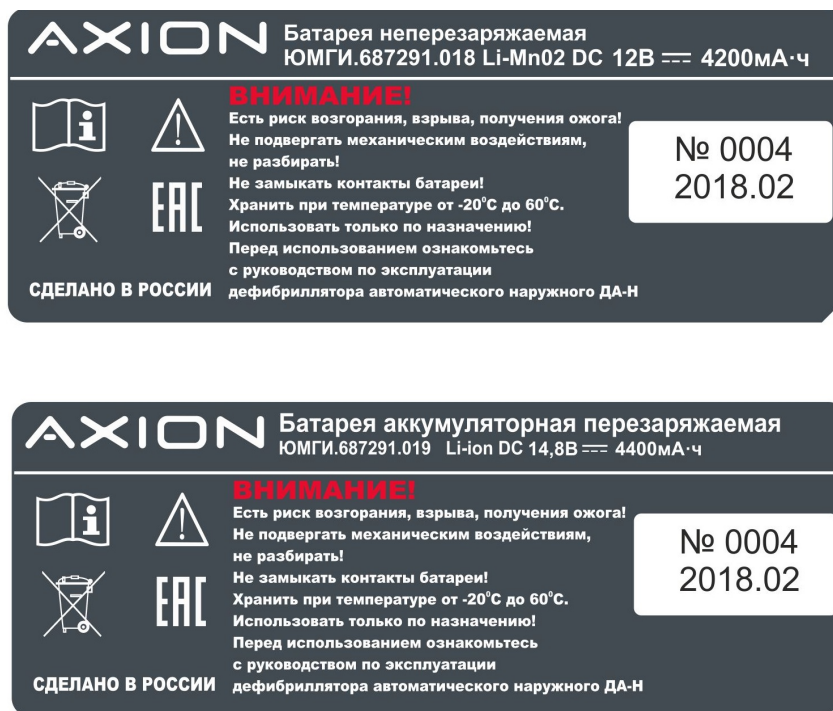 AXION
Батарея неперезаряжаемая
ЮМГИ.687291.018 Li-Mn02 DC 12В 4200мА·ч
ВНИМАНИЕ!
Есть риск возгорания, взрыва, получения ожога!
Не подвергать механическим воздействиям,
не разбирать!
Не замыкать контакты батареи!
Хранить при температуре от -20°С до 60°С.
Использовать только по назначению!
Перед использованием ознакомьтесь
с руководством по эксплуатации
дефибриллятора автоматического наружного ДА-Н
EAC
СДЕЛАНО В РОССИИ
№ 0004
2018.02
AXION
Батарея аккумуляторная перезаряжаемая
ЮМГИ.687291.019 Li-ion DC 14,8В 4400мА·ч
ВНИМАНИЕ!
Есть риск возгорания, взрыва, получения ожога!
Не подвергать механическим воздействиям,
не разбирать!
Не замыкать контакты батареи!
Хранить при температуре от -20°С до 60°С.
Использовать только по назначению!
Перед использованием ознакомьтесь
с руководством по эксплуатации
дефибриллятора автоматического наружного ДА-Н
EAC
СДЕЛАНО В РОССИИ
№ 0004
2018.02